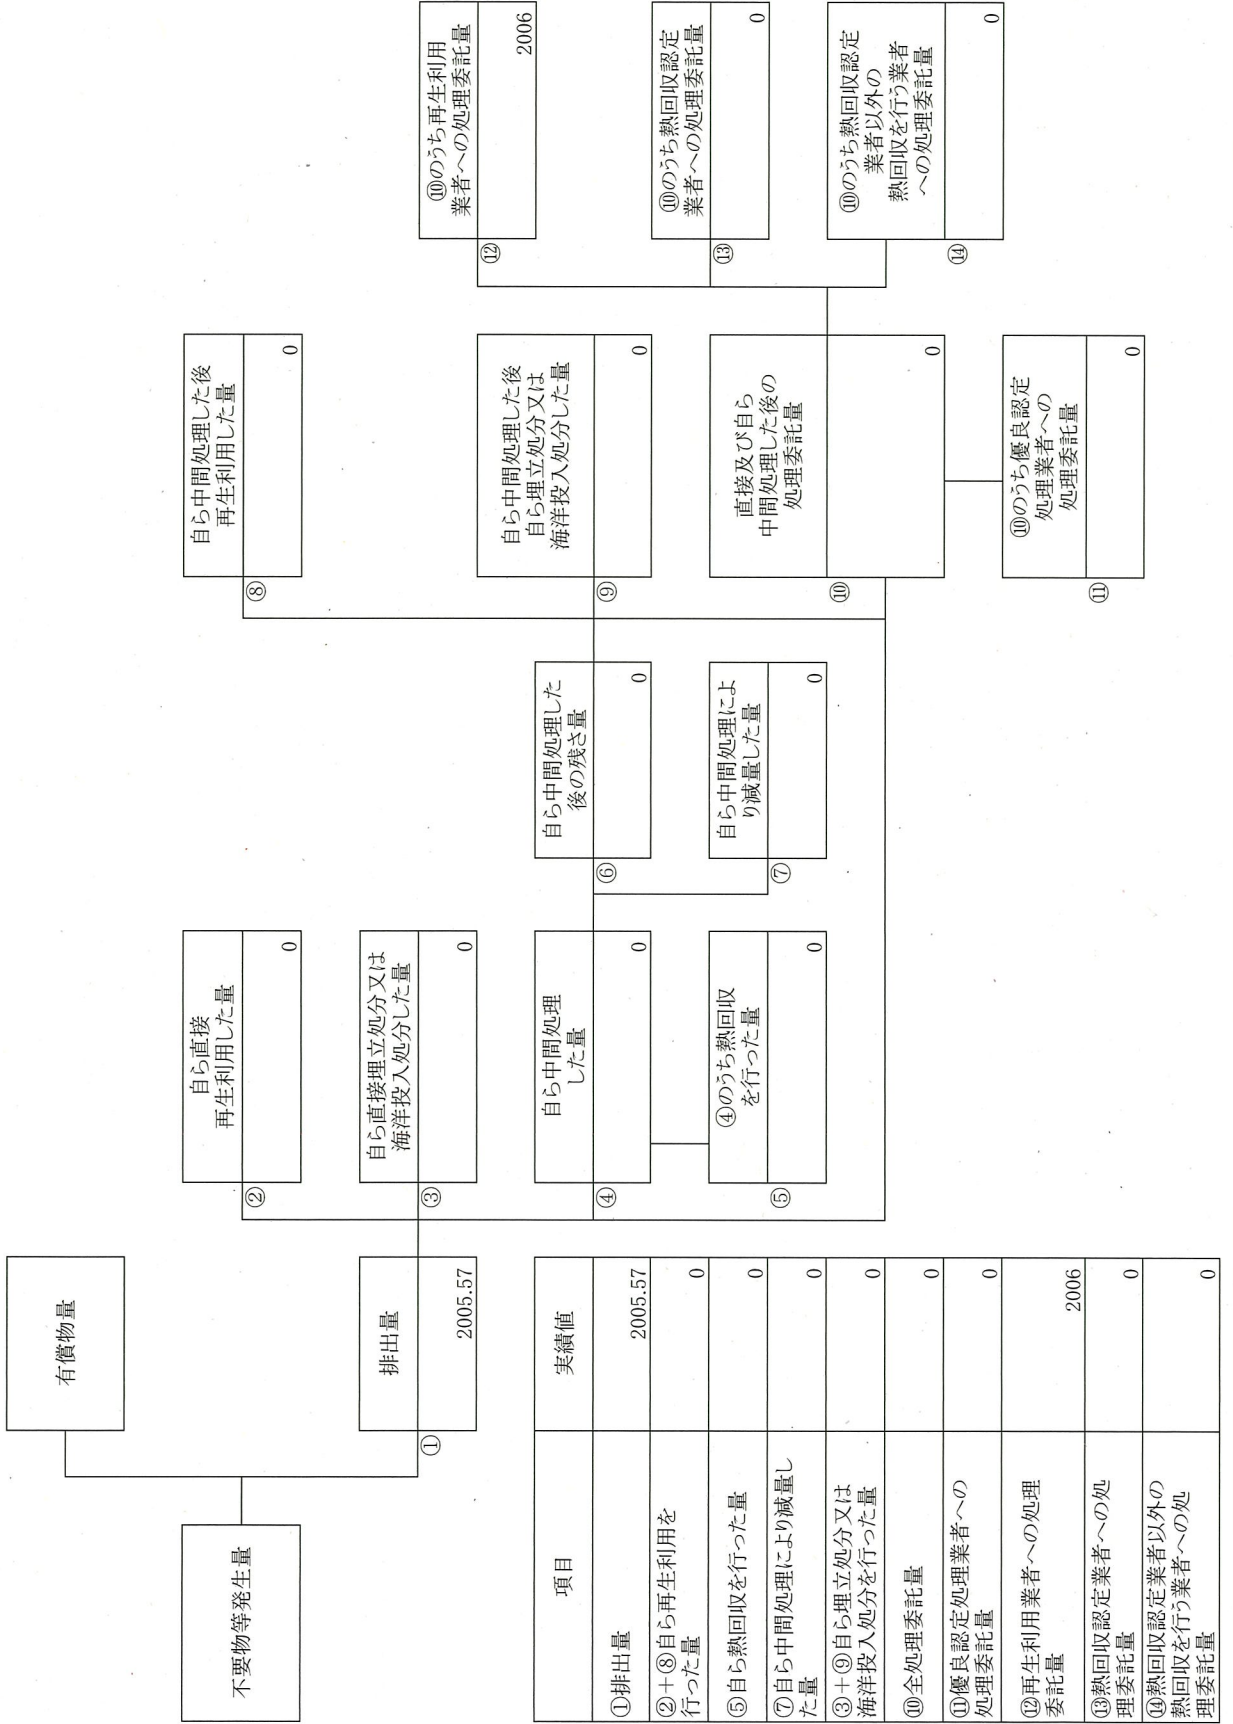 不要物等発生量
有償物量
①
排出量
2005.57
②
自ら直接
再生利用した量
0
③
自ら直接埋立処分又は
海洋投入処分した量
0
④
自ら中間処理
した量
0
⑤
④のうち熱回収
を行った量
0
⑥
自ら中間処理した
後の残さ量
0
⑦
自ら中間処理によ
り減量した量
0
⑧
自ら中間処理した後
再生利用した量
0
⑨
自ら中間処理した後
自ら埋立処分又は
海洋投入処分した量
0
⑩
直接及び自ら
中間処理した後の
処理委託量
0
⑪
⑩のうち優良認定
処理業者への
処理委託量
0
⑫
⑩のうち再生利用
業者への処理委託量
2006
⑬
⑩のうち熱回収認定
業者への処理委託量
0
⑭
⑩のうち熱回収認定
業者以外の
熱回収を行う業者
への処理委託量
0
項目
実績値
①排出量
2005.57
②+⑧自ら再生利用を
行った量
0
⑤自ら熱回収を行った量
0
⑦自ら中間処理により減量し
た量
0
③+⑨自ら埋立処分又は
海洋投入処分を行った量
0
⑩全処理委託量
0
⑪優良認定処理業者への
処理委託量
0
⑫再生利用業者への処理
委託量
2006
⑬熱回収認定業者への処
理委託量
0
⑭熱回収認定業者以外の
熱回収を行う業者への処
理委託量
0